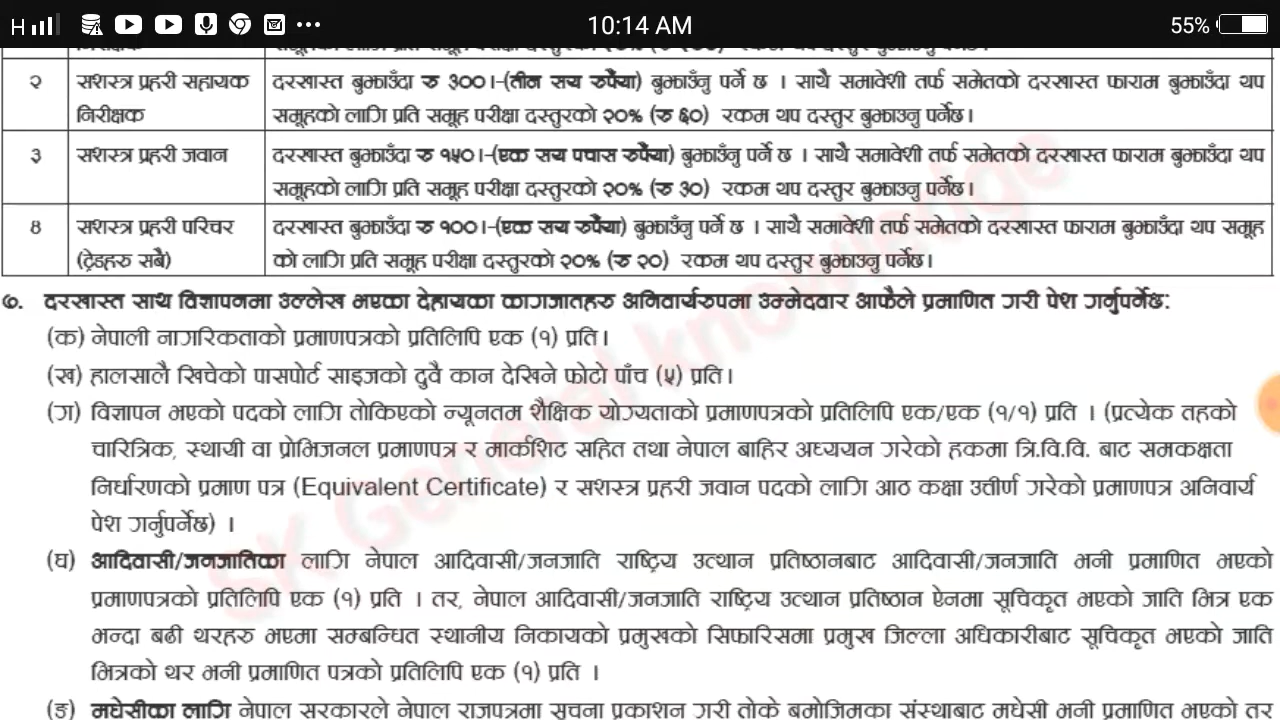 H 10:14 AM 55%
२ सशस्त्र प्रहरी सहायक निरीक्षक
दरखास्त बुझाउँदा रु ३००।-(तीन सय रुपैंया) बुझाउँनु पर्ने छ । साथै समावेशी तर्फ समेतको दरखास्त फाराम बुझाउँदा थप
समूहको लागि प्रति समूह परीक्षा दस्तुरको २०% (रु ६०) रकम थप दस्तुर बुझाउनु पर्नेछ।
३ सशस्त्र प्रहरी जवान
दरखास्त बुझाउँदा रु १५०।-(एक सय पचास रुपैंया) बुझाउँनु पर्ने छ । साथै समावेशी तर्फ समेतको दरखास्त फाराम बुझाउँदा थप
समूहको लागि प्रति समूह परीक्षा दस्तुरको २०% (रु ३०) रकम थप दस्तुर बुझाउनु पर्नेछ।
४ सशस्त्र प्रहरी परिचर (ट्रेडहरु सबै)
दरखास्त बुझाउँदा रु १००।-(एक सय रुपैंया) बुझाउँनु पर्ने छ । साथै समावेशी तर्फ समेतको दरखास्त फाराम बुझाउँदा थप समूह
को लागि प्रति समूह परीक्षा दस्तुरको २०% (रु २०) रकम थप दस्तुर बुझाउनु पर्नेछ।
७. दरखास्त साथ विज्ञापनमा उल्लेख भएका देहायका कागजातहरु अनिवार्यरुपमा उम्मेदवार आफैले प्रमाणित गरी पेश गर्नुपर्नेछ:
(क) नेपाली नागरिकताको प्रमाणपत्रको प्रतिलिपि एक (१) प्रति।
(ख) हालसालै खिचेको पासपोर्ट साइजको दुवै कान देखिने फोटो पाँच (५) प्रति।
(ग) विज्ञापन भएको पदको लागि तोकिएको न्यूनतम शैक्षिक योग्यताको प्रमाणपत्रको प्रतिलिपि एक/एक (१/१) प्रति । (प्रत्येक तहको
चारित्रिक, स्थायी वा प्रोभिजनल प्रमाणपत्र र मार्कशिट सहित तथा नेपाल बाहिर अध्ययन गरेको हकमा त्रि.वि.वि. बाट समकक्षता
निर्धारणको प्रमाण पत्र (Equivalent Certificate) र सशस्त्र प्रहरी जवान पदको लागि आठ कक्षा उत्तीर्ण गरेको प्रमाणपत्र अनिवार्य
पेश गर्नुपर्नेछ) ।
(घ) आदिवासी/जनजातिका लागि नेपाल आदिवासी/जनजाति राष्ट्रिय उत्थान प्रतिष्ठानबाट आदिवासी/जनजाति भनी प्रमाणित भएको
प्रमाणपत्रको प्रतिलिपि एक (१) प्रति । तर, नेपाल आदिवासी/जनजाति राष्ट्रिय उत्थान प्रतिष्ठान ऐनमा सूचिकृत भएको जाति भित्र एक
भन्दा बढी थरहरु भएमा सम्बन्धित स्थानीय निकायको प्रमुखको सिफारिसमा प्रमुख जिल्ला अधिकारीबाट सूचिकृत भएको जाति
भित्रको थर भनी प्रमाणित पत्रको प्रतिलिपि एक (१) प्रति ।
(ङ) मधेसीका लागि नेपाल सरकारले नेपाल राजपत्रमा सूचना प्रकाशन गरी तोके बमोजिमका संस्थाबाट मधेसी भनी प्रमाणित भएको तर
SK General knowledge